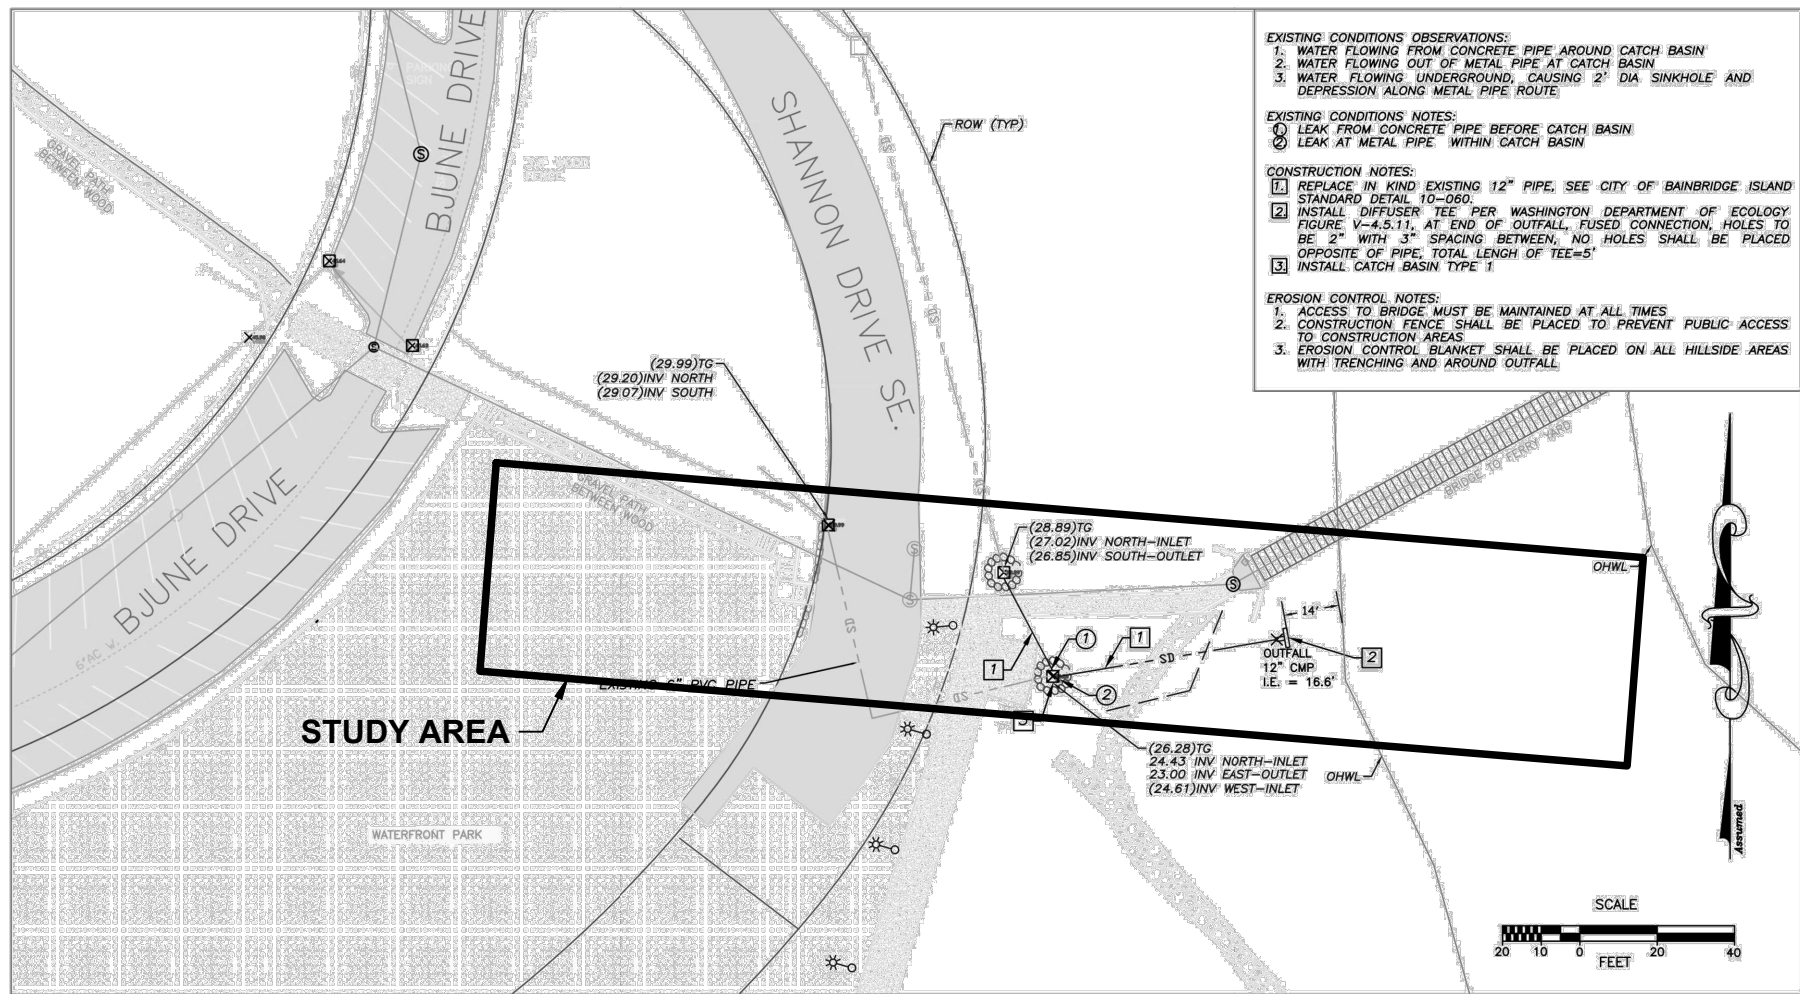 EXISTING CONDITIONS OBSERVATIONS:
1. WATER FLOWING FROM CONCRETE PIPE AROUND CATCH BASIN
2. WATER FLOWING OUT OF METAL PIPE AT CATCH BASIN
3. WATER FLOWING UNDERGROUND, CAUSING 2' DIA SINKHOLE AND
DEPRESSION ALONG METAL PIPE ROUTE
EXISTING CONDITIONS NOTES:
1. LEAK FROM CONCRETE PIPE BEFORE CATCH BASIN
2. LEAK AT METAL PIPE WITHIN CATCH BASIN
CONSTRUCTION NOTES:
1. REPLACE IN KIND EXISTING 12" PIPE, SEE CITY OF BAINBRIDGE ISLAND
STANDARD DETAIL 10-060.
2. INSTALL DIFFUSER TEE PER WASHINGTON DEPARTMENT OF ECOLOGY
FIGURE V-4.5.11, AT END OF OUTFALL, FUSED CONNECTION, HOLES TO
BE 2" WITH 3" SPACING BETWEEN, NO HOLES SHALL BE PLACED
OPPOSITE OF PIPE, TOTAL LENGH OF TEE=5'
3. INSTALL CATCH BASIN TYPE 1
EROSION CONTROL NOTES:
1. ACCESS TO BRIDGE MUST BE MAINTAINED AT ALL TIMES
2. CONSTRUCTION FENCE SHALL BE PLACED TO PREVENT PUBLIC ACCESS
TO CONSTRUCTION AREAS
3. EROSION CONTROL BLANKET SHALL BE PLACED ON ALL HILLSIDE AREAS
WITH TRENCHING AND AROUND OUTFALL
PARKING
SIGN
BJUNE DRIVE
S
GRAVEL PATH
BETWEEN WOOD
SHANNON DRIVE SE.
SD
SD
SD
ROW (TYP)
(29.99)TG
(29.20)INV NORTH
(29.07)INV SOUTH
BJUNE DRIVE
GRAVEL PATH
BETWEEN WOOD
BRIDGE TO FERRY YARD
(28.89)TG
(27.02)INV NORTH-INLET
(26.85)INV SOUTH-OUTLET
OHWL
S
S
S
14'
SD
1
1
1
SD
OUTFALL
12" CMP
I.E. = 16.6'
2
EXISTING 6" PVC PIPE
SD
2
3
STUDY AREA
(26.28)TG
24.43 INV NORTH-INLET
23.00 INV EAST-OUTLET
(24.61)INV WEST-INLET
OHWL
WATERFRONT PARK
Assumed
SCALE
20 10 0 20 40
FEET